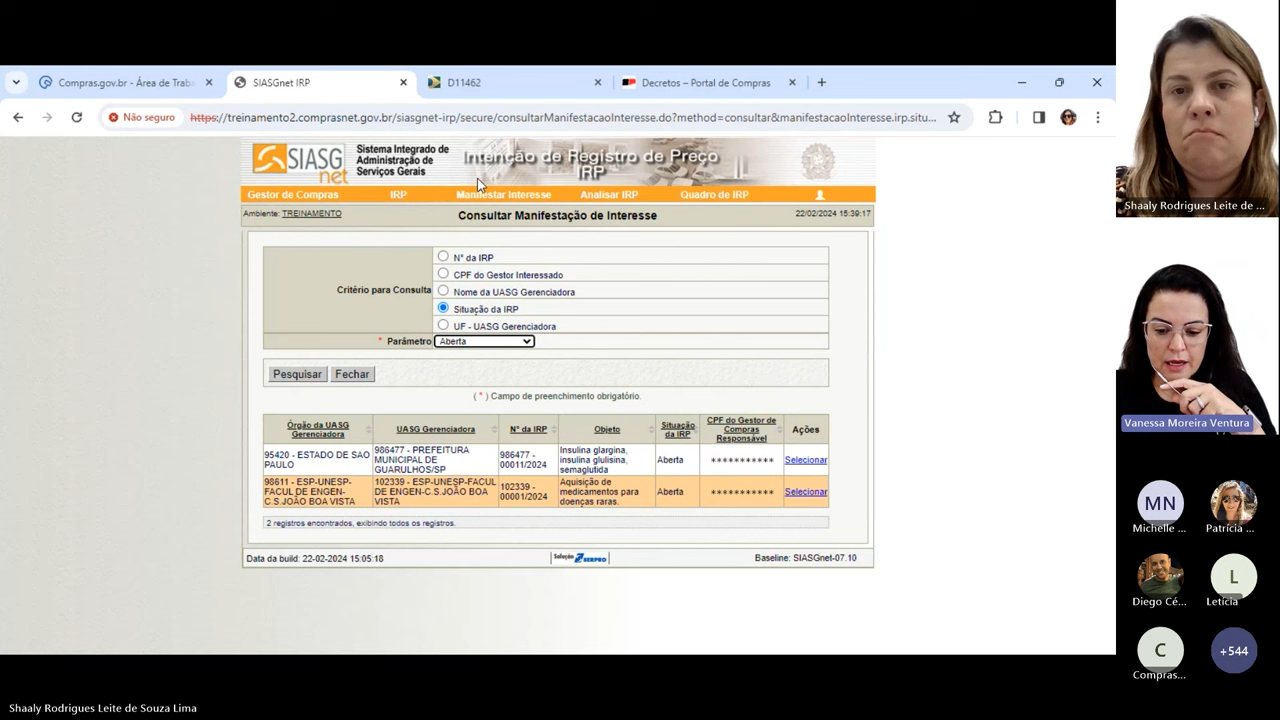 Compras.gov.br - Área de Trab
SIASGnet IRP
D11462
Decretos – Portal de Compras
Não seguro
https://treinamento2.comprasnet.gov.br/siasgnet-irp/secure/consultarManifestacaoInteresse.do?method=consultar&manifestacaoInteresse.irp.situ...
SIASG
net
Sistema Integrado de
Administração de
Serviços Gerais
Intenção de Registro de Preço
IRP
Gestor de Compras
IRP
Manifestar Interesse
Analisar IRP
Quadro de IRP
Ambiente: TREINAMENTO
Consultar Manifestação de Interesse
22/02/2024 15:39:17
Critério para Consulta
N° da IRP
CPF do Gestor Interessado
Nome da UASG Gerenciadora
Situação da IRP
UF - UASG Gerenciadora
* Parâmetro
Aberta
Pesquisar
Fechar
( * ) Campo de preenchimento obrigatório.
Órgão da UASG
Gerenciadora
UASG Gerenciadora
N° da IRP
Objeto
Situação
da IRP
CPF do Gestor de
Compras
Responsável
Ações
95420 - ESTADO DE SAO
PAULO
986477 - PREFEITURA
MUNICIPAL DE
GUARULHOS/SP
986477 -
00011/2024
Insulina glargina,
insulina glulisina,
semaglutida
Aberta
***********
Selecionar
98611 - ESP-UNESP-
FACUL DE ENGEN-
C.S.JOÃO BOA VISTA
102339 - ESP-UNESP-FACUL
DE ENGEN-C.S.JOÃO BOA
VISTA
102339 -
00001/2024
Aquisição de
medicamentos para
doenças raras.
Aberta
***********
Selecionar
2 registros encontrados, exibindo todos os registros.
Data da build: 22-02-2024 15:05:18
Solução
SERPRO
Baseline: SIASGnet-07.10
Shaaly Rodrigues Leite de ...
Vanessa Moreira Ventura
MN
Michelle ...
Patrícia ...
Diego Cé...
L
Letícia
C
Compras...
+544
Shaaly Rodrigues Leite de Souza Lima